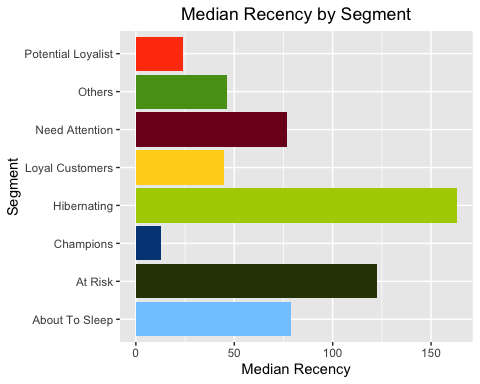 Median Recency by Segment
Potential Loyalist
Others
Need Attention
Loyal Customers
Hibernating
Champions
At Risk
About To Sleep
Segment
0 50 100 150
Median Recency